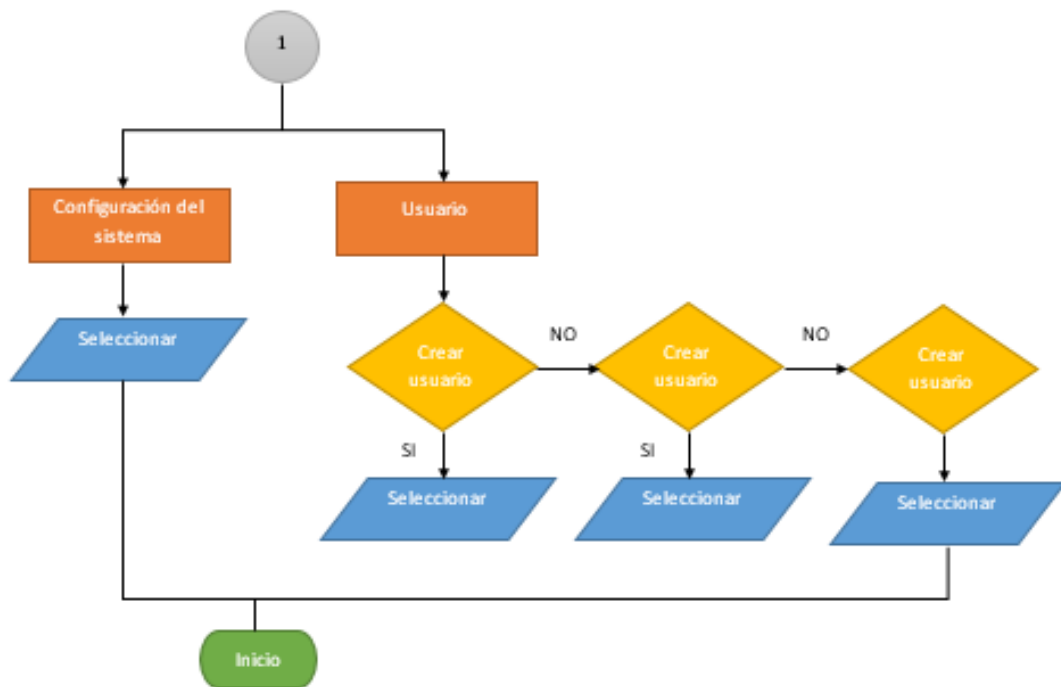 1
Configuración del
sistema
Usuario
Seleccionar
Crear
usuario
NO
Crear
usuario
NO
Crear
usuario
SI
SI
Seleccionar
Seleccionar
Seleccionar
Inicio